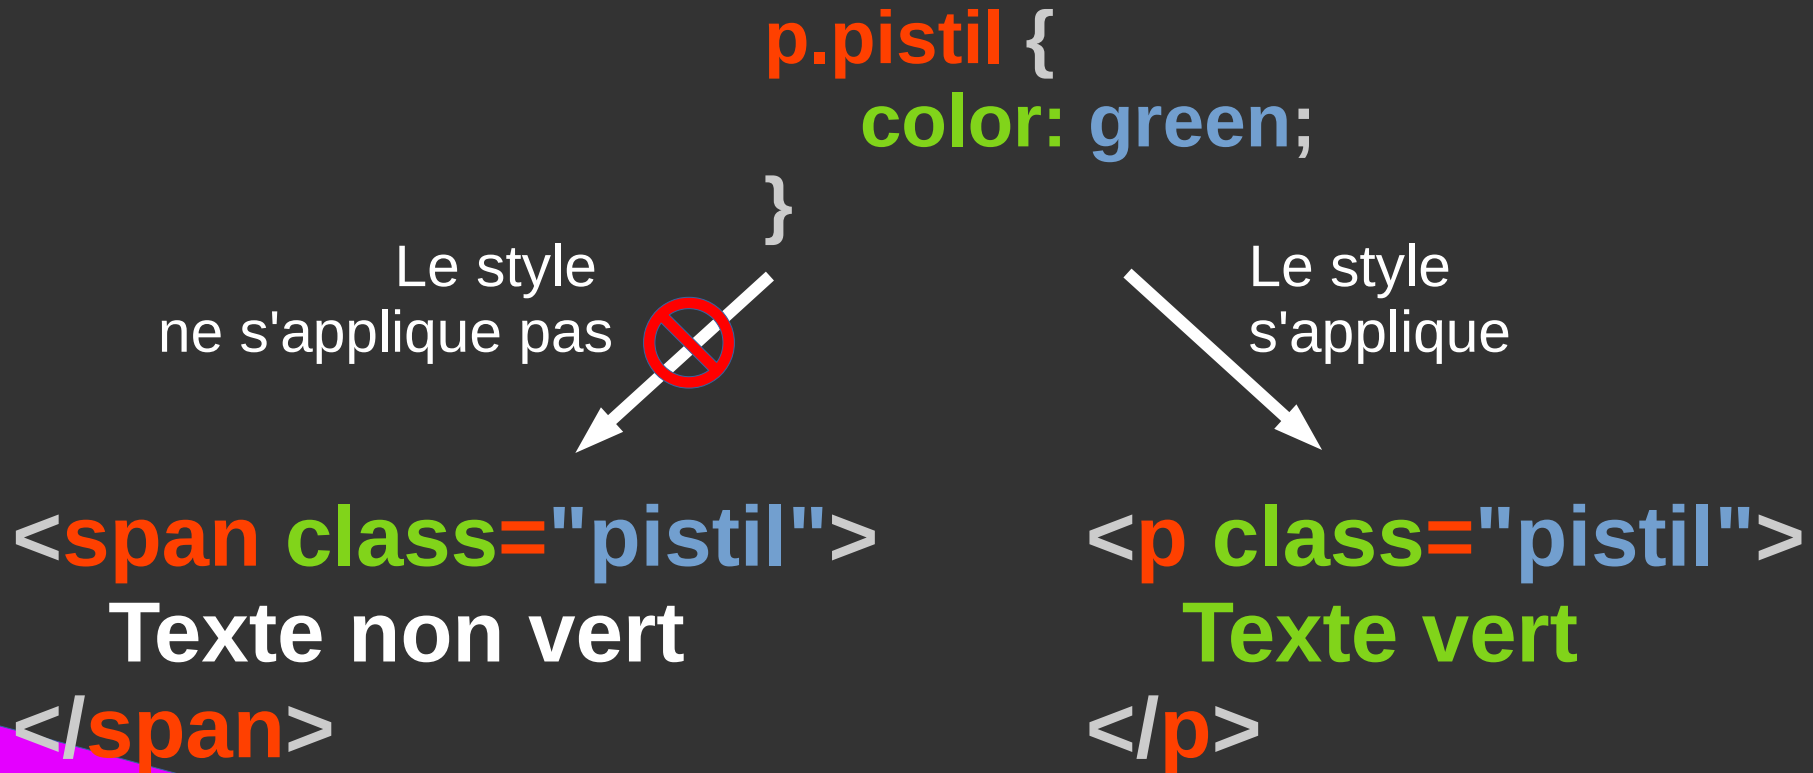 p.pistil {
color: green;
}
Le style
ne s'applique pas
Le style
s'applique
<span class="pistil">
Texte non vert
</span>
<p class="pistil">
Texte vert
</p>